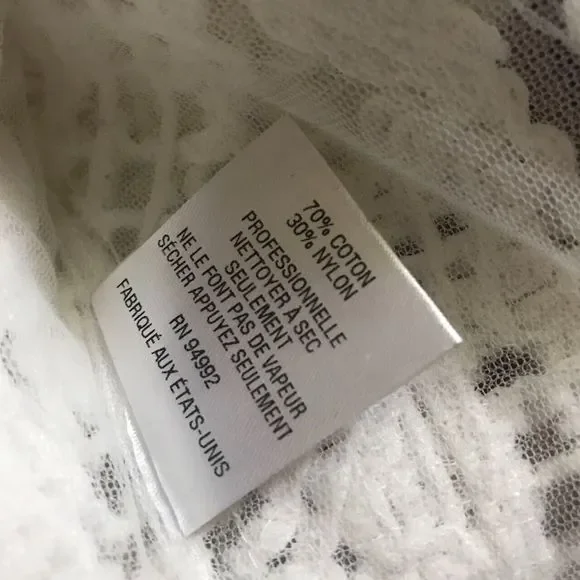 70% COTON
30% NYLON
PROFESSIONNELLE
NETTOYER À SEC
SEULEMENT
NE LE FONT PAS DE VAPEUR
SÉCHER APPUYEZ SEULEMENT
RN 94992
FABRIQUÉ AUX ÉTATS-UNIS